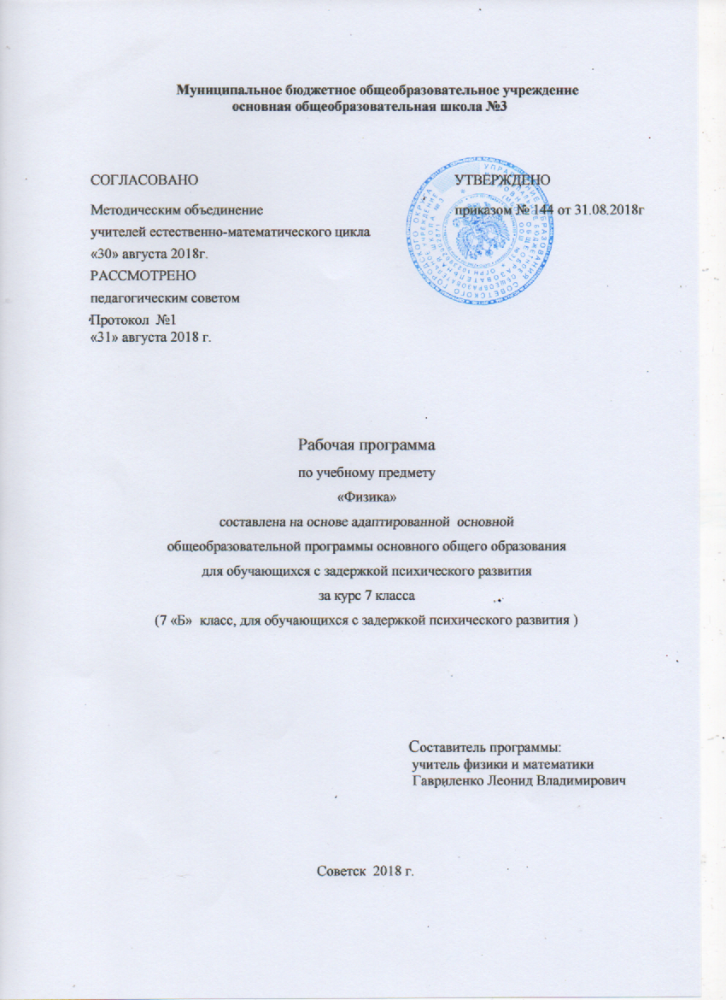 Муниципальное бюджетное общеобразовательное учреждение
основная общеобразовательная школа №3
СОГЛАСОВАНО
Методическим объединение
учителей естественно-математического цикла
«30» августа 2018г.
РАССМОТРЕНО
педагогическим советом
Протокол №1
«31» августа 2018 г.
УТВЕРЖДЕНО
приказом № 144 от 31.08.2018г
Рабочая программа
по учебному предмету
«Физика»
составлена на основе адаптированной основной
общеобразовательной программы основного общего образования
для обучающихся с задержкой психического развития
за курс 7 класса
(7 «Б» класс, для обучающихся с задержкой психического развития )
Составитель программы:
учитель физики и математики
Гавриленко Леонид Владимирович
Советск 2018 г.